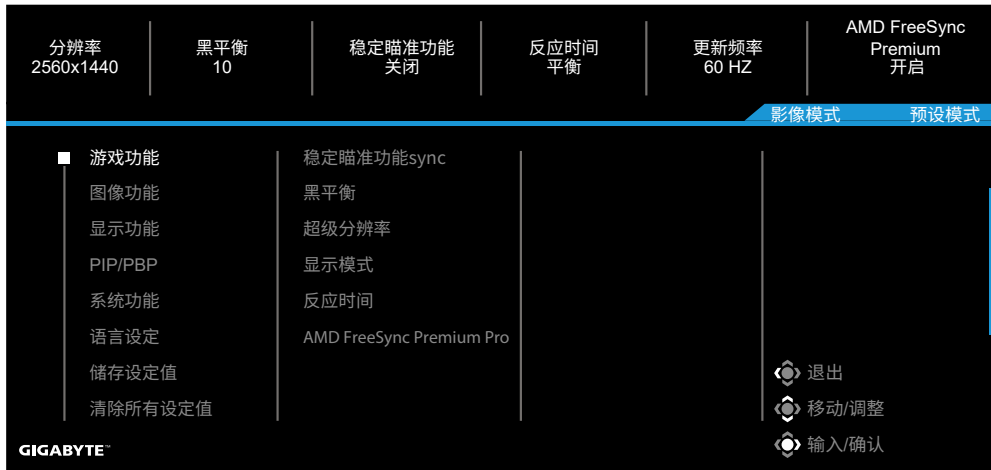 分辨率
2560x1440
黑平衡
10
稳定瞄准功能
关闭
反应时间
平衡
更新频率
60 HZ
AMD FreeSync
Premium
开启
影像模式 预设模式
游戏功能
图像功能
显示功能
PIP/PBP
系统功能
语言设定
储存设定值
清除所有设定值
稳定瞄准功能sync
黑平衡
超级分辨率
显示模式
反应时间
AMD FreeSync Premium Pro
退出
移动/调整
输入/确认
GIGABYTE™